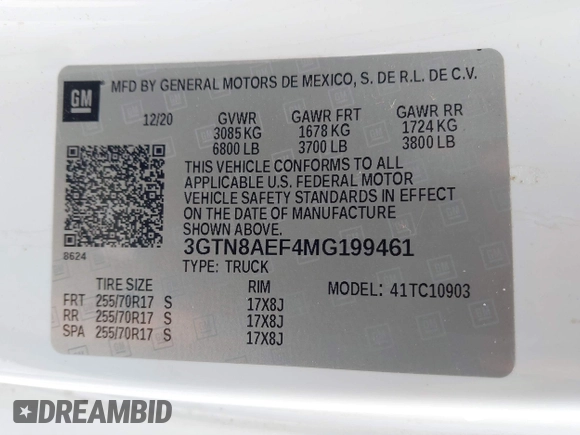 GM
MFD BY GENERAL MOTORS DE MEXICO, S. DE R.L. DE C.V.
12/20 GVWR GAWR FRT GAWR RR
3085 KG 1678 KG 1724 KG
6800 LB 3700 LB 3800 LB
THIS VEHICLE CONFORMS TO ALL
APPLICABLE U.S. FEDERAL MOTOR
VEHICLE SAFETY STANDARDS IN EFFECT
ON THE DATE OF MANUFACTURE
SHOWN ABOVE.
8624
3GTN8AEF4MG199461
TYPE: TRUCK
MODEL: 41TC10903
TIRE SIZE RIM
FRT 255/70R17 S 17X8J
RR 255/70R17 S 17X8J
SPA 255/70R17 S 17X8J
DREAMBID